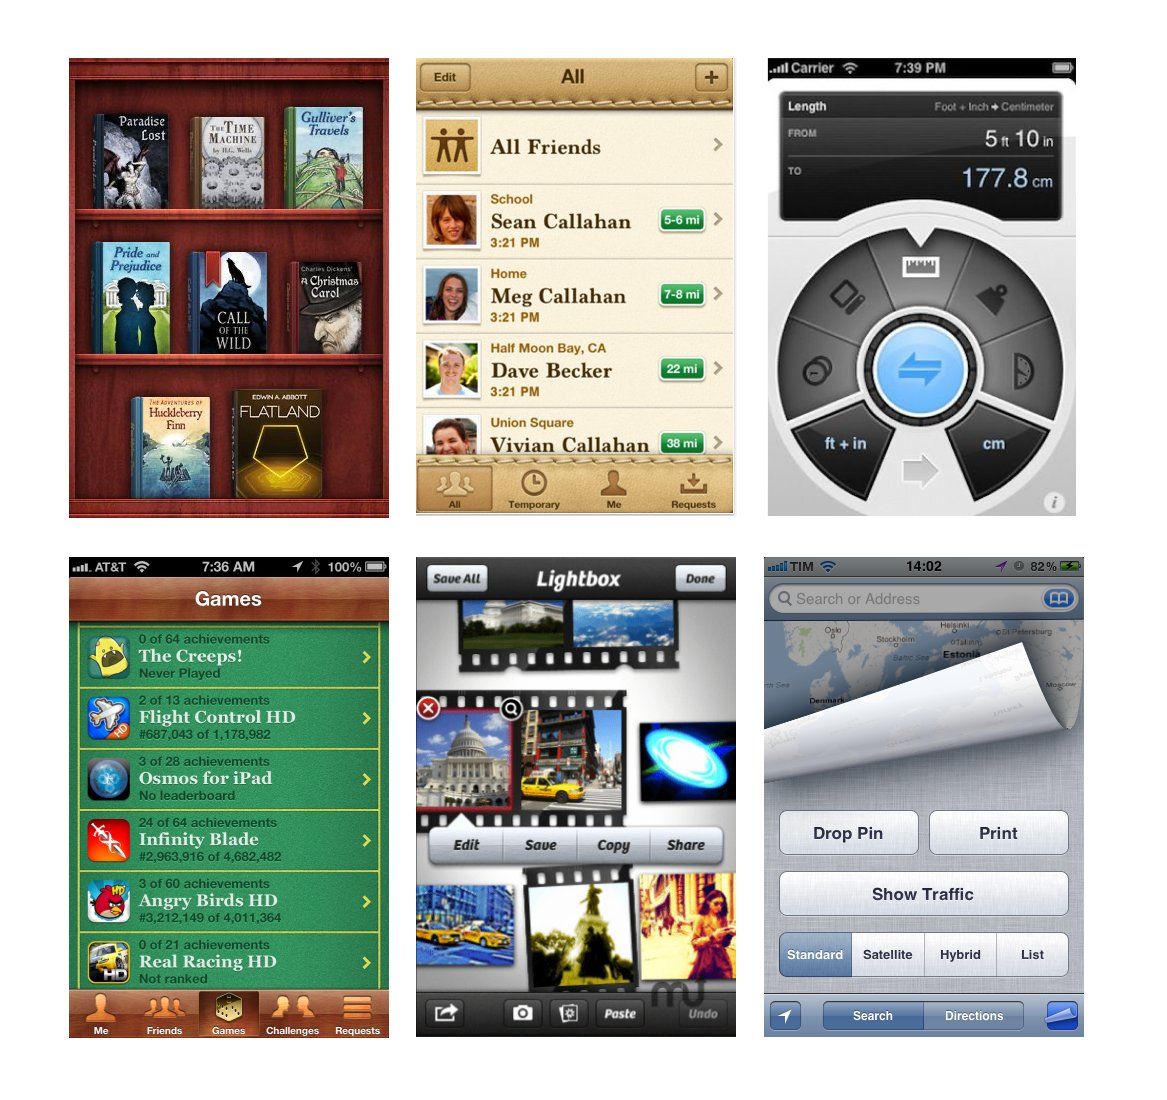 Paradise
Lost
THE TIME
MACHINE
by H.G. Wells
Gulliver's
Travels
Pride and
Prejudice
CALL
OF THE
WILD
Charles Dickens'
A Christmas
Carol
THE ADVENTURES OF
Huckleberry
Finn
EDWIN A. ABBOTT
FLATLAND
Edit
All
+
All Friends
School
Sean Callahan
3:21 PM
5-6 mi
Home
Meg Callahan
3:21 PM
7-8 mi
Half Moon Bay, CA
Dave Becker
3:21 PM
22 mi
Union Square
Vivian Callahan
38 mi
All
Temporary
Me
Requests
Carrier
7:39 PM
Length
Foot + Inch ➔ Centimeter
FROM
5 ft 10 in
TO
177.8 cm
ft + in
cm
i
AT&T
7:36 AM
100%
Games
0 of 64 achievements
The Creeps!
Never Played
2 of 13 achievements
Flight Control HD
#687,043 of 1,178,982
HD
3 of 28 achievements
Osmos for iPad
No leaderboard
24 of 64 achievements
Infinity Blade
#2,963,916 of 4,682,482
3 of 60 achievements
Angry Birds HD
#3,212,149 of 4,011,364
HD
0 of 21 achievements
Real Racing HD
Not ranked
HD
Me
Friends
Games
Challenges
Requests
Save All
Lightbox
Done
Edit
Save
Copy
Share
Paste
Undo
TIM
14:02
82%
Search or Address
Oslo
Stockholm
Helsinki
St Petersburg
Tallinn
Baltic Sea
Estonia
rth Sea
Denmark
Moscow
Drop Pin
Print
Show Traffic
Standard
Satellite
Hybrid
List
Search
Directions